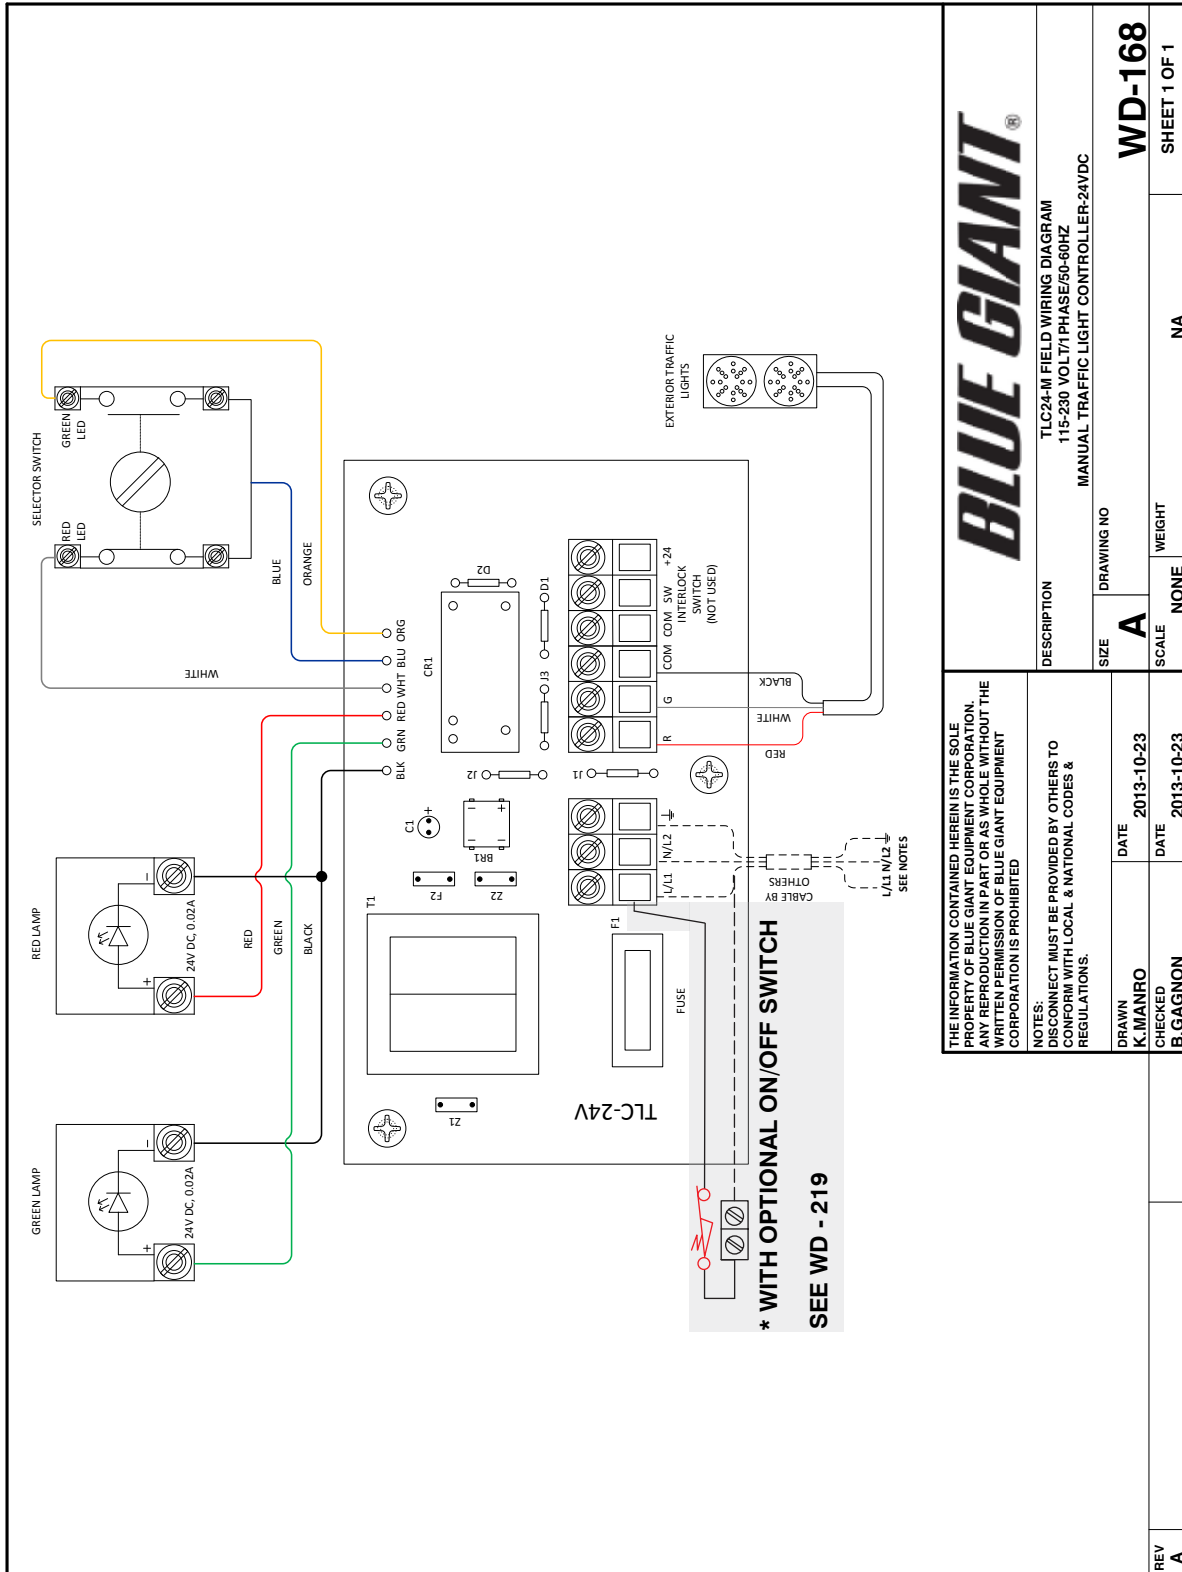 GREEN LAMP
24V DC, 0.02A
+
−
RED LAMP
24V DC, 0.02A
+
−
SELECTOR SWITCH
RED
LED
GREEN
LED
RED
GREEN
BLACK
WHITE
BLUE
ORANGE
BLK
GRN
RED
WHT
BLU
ORG
T1
Z1
C1
+
F2
Z2
BR1
−
+
J2
CR1
D2
J3
D1
J1
F1
FUSE
TLC-24V
L/L1
N/L2
R
G
COM
COM
SW
+24
INTERLOCK
SWITCH
(NOT USED)
RED
WHITE
BLACK
EXTERIOR TRAFFIC
LIGHTS
CABLE BY
OTHERS
L/L1 N/L2
SEE NOTES
* WITH OPTIONAL ON/OFF SWITCH
SEE WD - 219
THE INFORMATION CONTAINED HEREIN IS THE SOLE
PROPERTY OF BLUE GIANT EQUIPMENT CORPORATION.
ANY REPRODUCTION IN PART OR AS WHOLE WITHOUT THE
WRITTEN PERMISSION OF BLUE GIANT EQUIPMENT
CORPORATION IS PROHIBITED
NOTES:
DISCONNECT MUST BE PROVIDED BY OTHERS TO
CONFORM WITH LOCAL & NATIONAL CODES &
REGULATIONS.
DRAWN
K.MANRO
DATE
2013-10-23
CHECKED
B.GAGNON
DATE
2013-10-23
BLUE GIANT®
DESCRIPTION
TLC24-M FIELD WIRING DIAGRAM
115-230 VOLT/1PHASE/50-60HZ
MANUAL TRAFFIC LIGHT CONTROLLER-24VDC
SIZE
A
DRAWING NO
WD-168
SCALE
NONE
WEIGHT
NA
SHEET 1 OF 1
REV
A